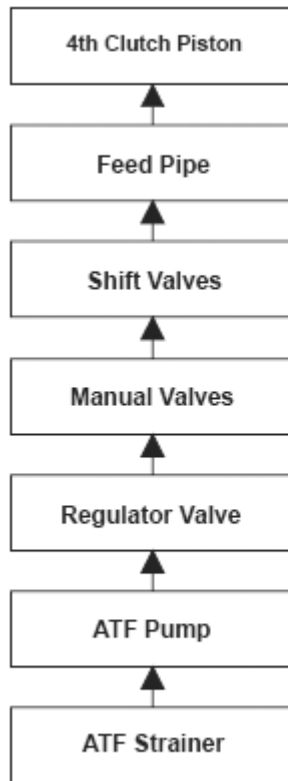 4th Clutch Piston
Feed Pipe
Shift Valves
Manual Valves
Regulator Valve
ATF Pump
ATF Strainer